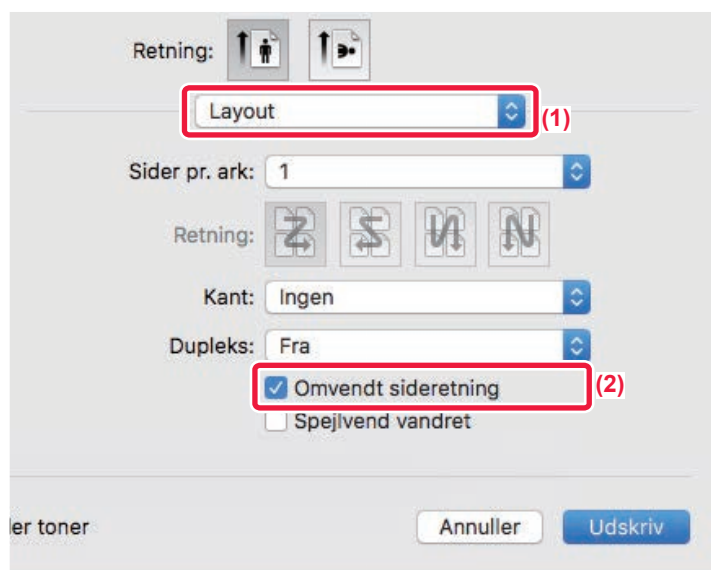 Retning:
Layout
(1)
Sider pr. ark: 1
Retning:
Kant: Ingen
Dupleks: Fra
Omvendt sideretning
(2)
Spejlvend vandret
er toner
Annuller
Udskriv